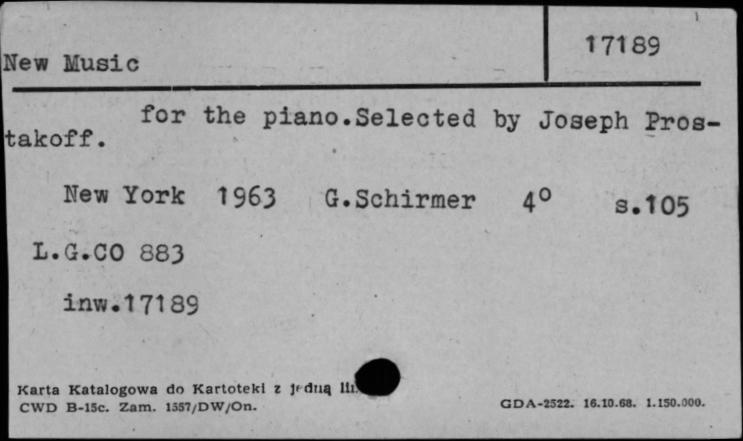 17189
New Music
for the piano.Selected by Joseph Pros-
takoff.
New York 1963 G.Schirmer 4° s.105
L.G.CO 883
inw.17189
Karta Katalogowa do Kartoteki z jedną
CWD B-15c. Zam. 1557/DW/On.
GDA-2522. 16.10.68. 1.150.000.